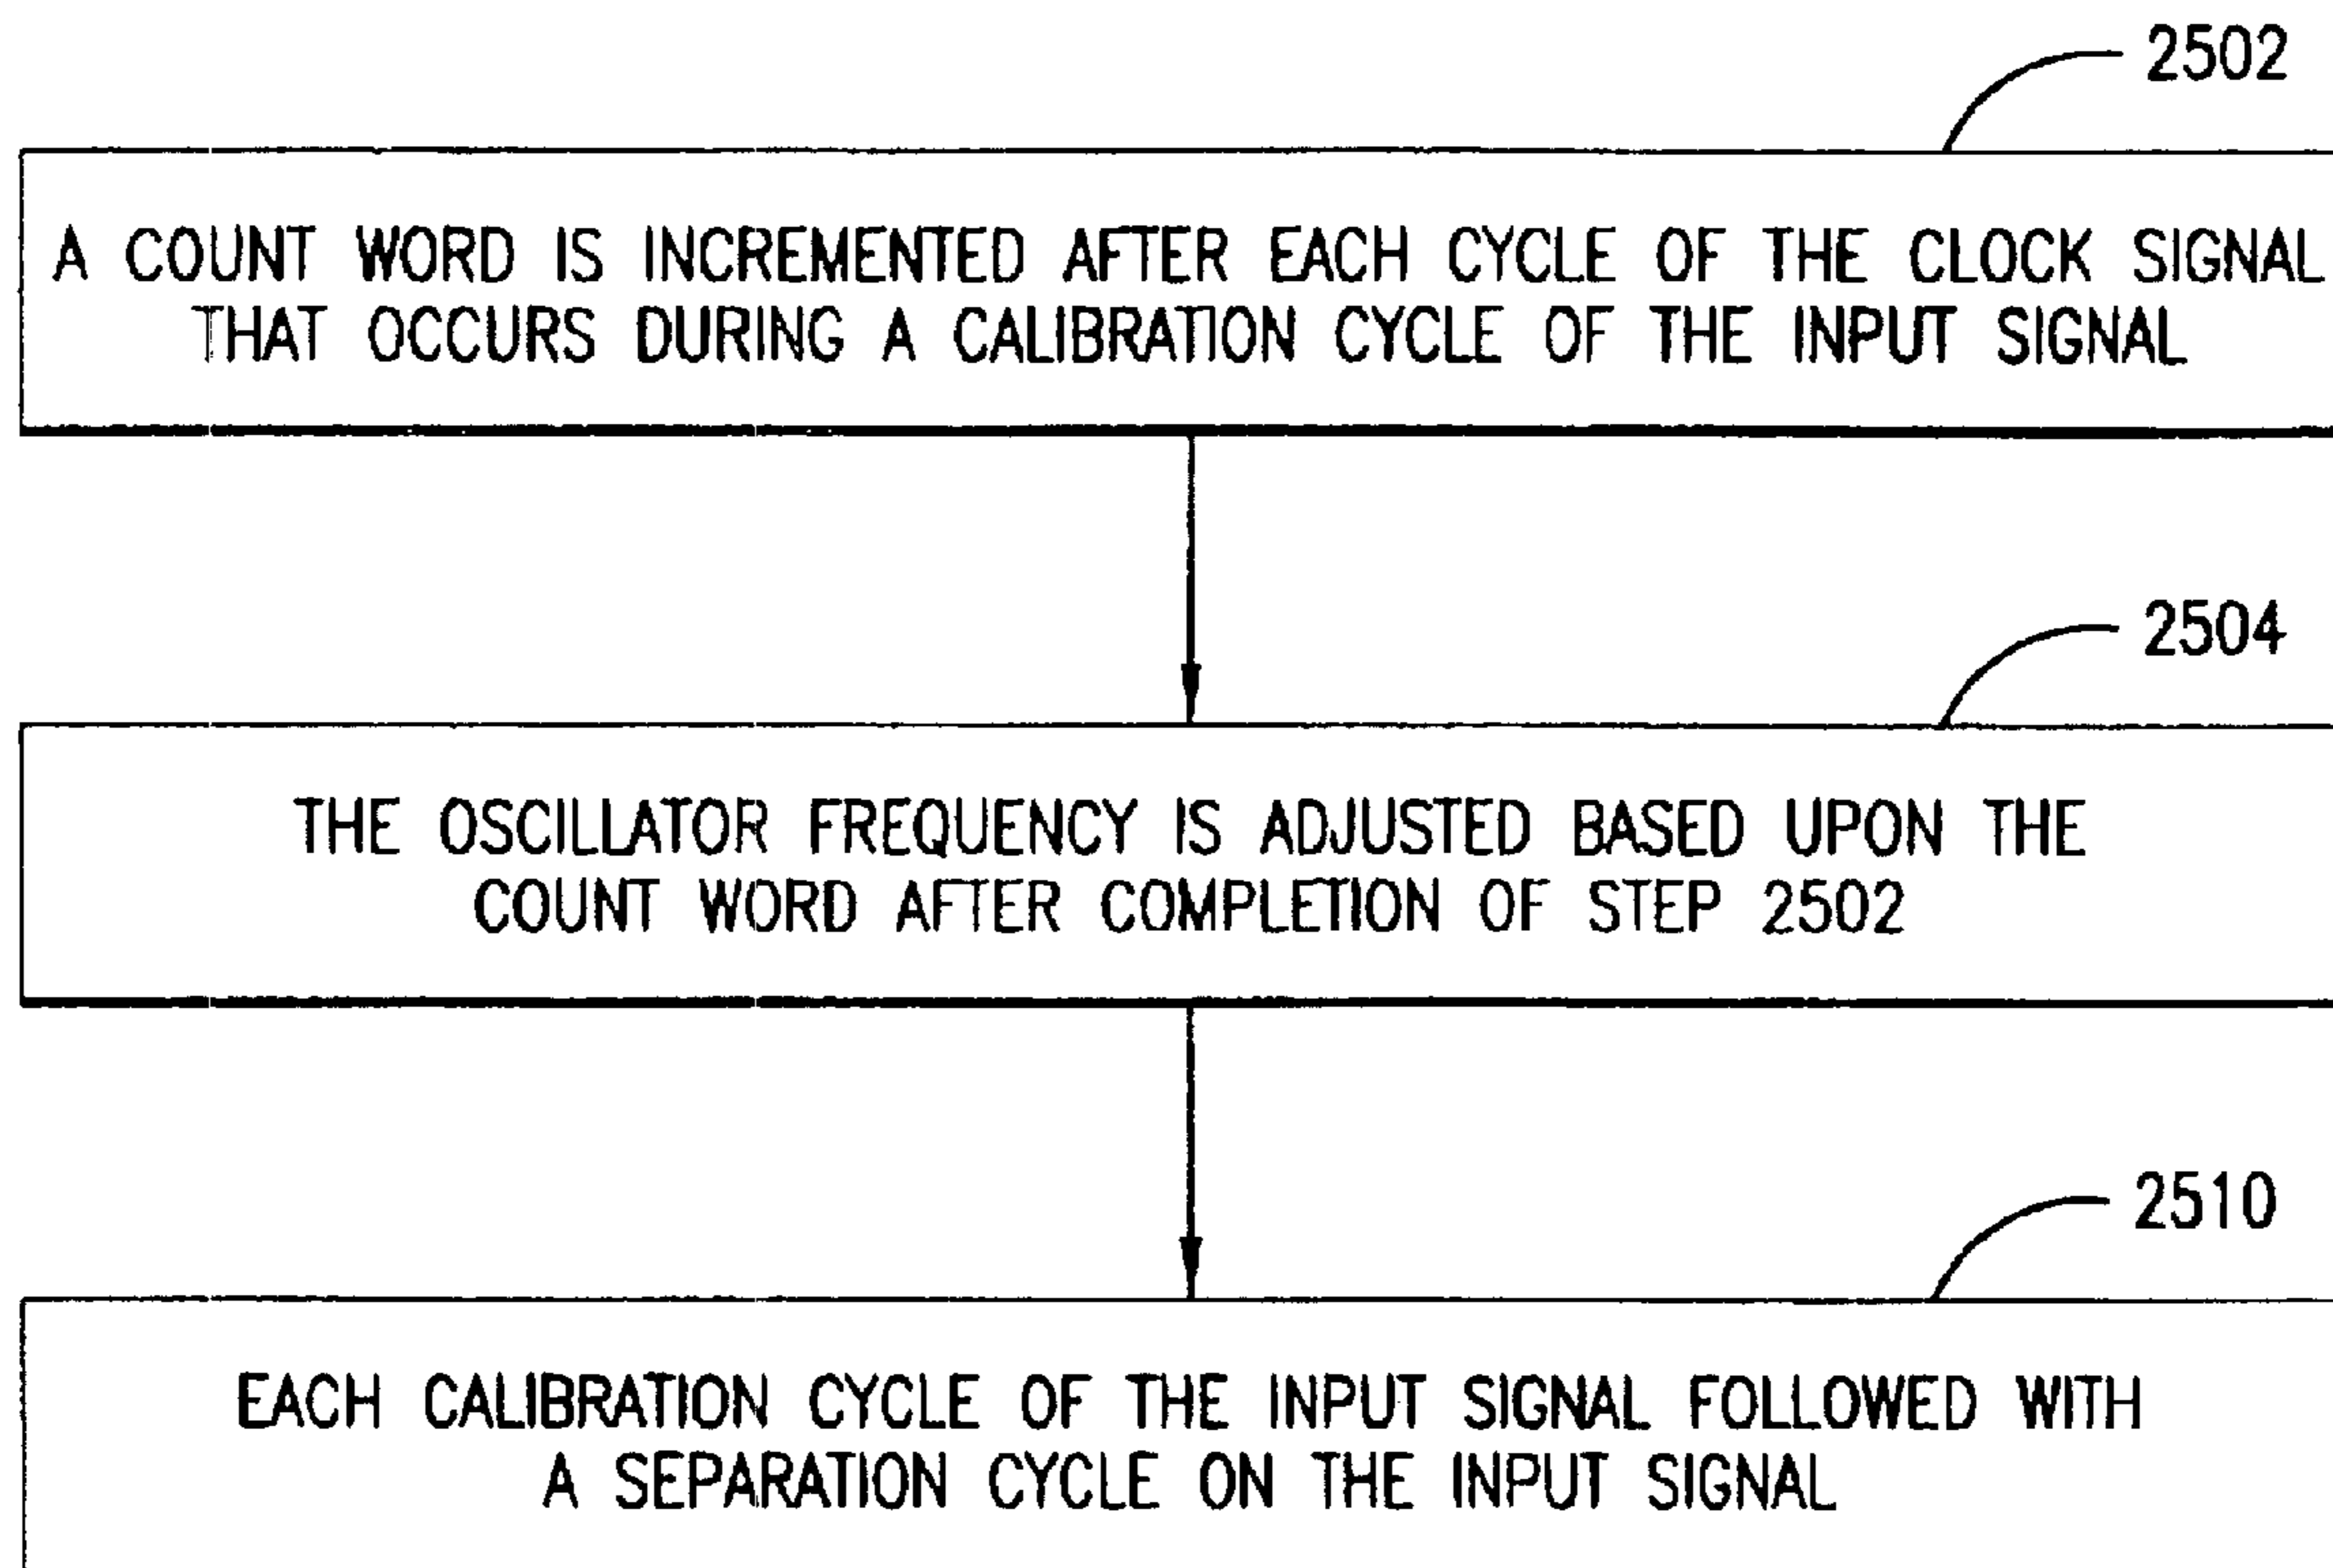 2502
A COUNT WORD IS INCREMENTED AFTER EACH CYCLE OF THE CLOCK SIGNAL
THAT OCCURS DURING A CALIBRATION CYCLE OF THE INPUT SIGNAL
2504
THE OSCILLATOR FREQUENCY IS ADJUSTED BASED UPON THE
COUNT WORD AFTER COMPLETION OF STEP 2502
2510
EACH CALIBRATION CYCLE OF THE INPUT SIGNAL FOLLOWED WITH
A SEPARATION CYCLE ON THE INPUT SIGNAL